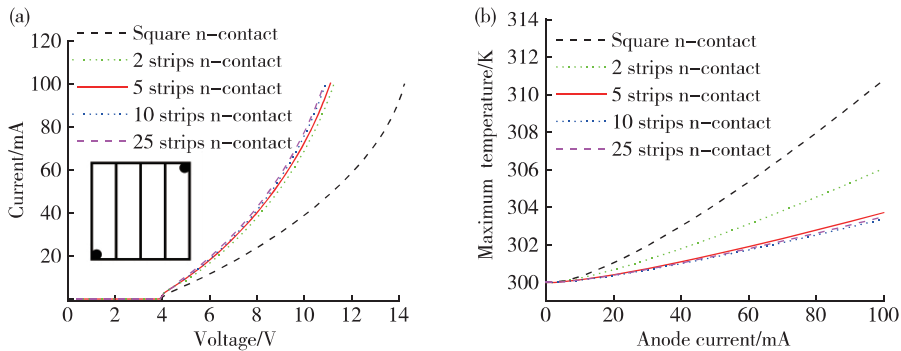 (a)
120
100
80
60
40
20
Current/mA
Square n−contact
2 strips n−contact
5 strips n−contact
10 strips n−contact
25 strips n−contact
0 2 4 6 8 10 12 14
Voltage/V
(b)
314
312
310
308
306
304
302
300
Maximum temperature/K
Square n−contact
2 strips n−contact
5 strips n−contact
10 strips n−contact
25 strips n−contact
0 20 40 60 80 100
Anode current/mA